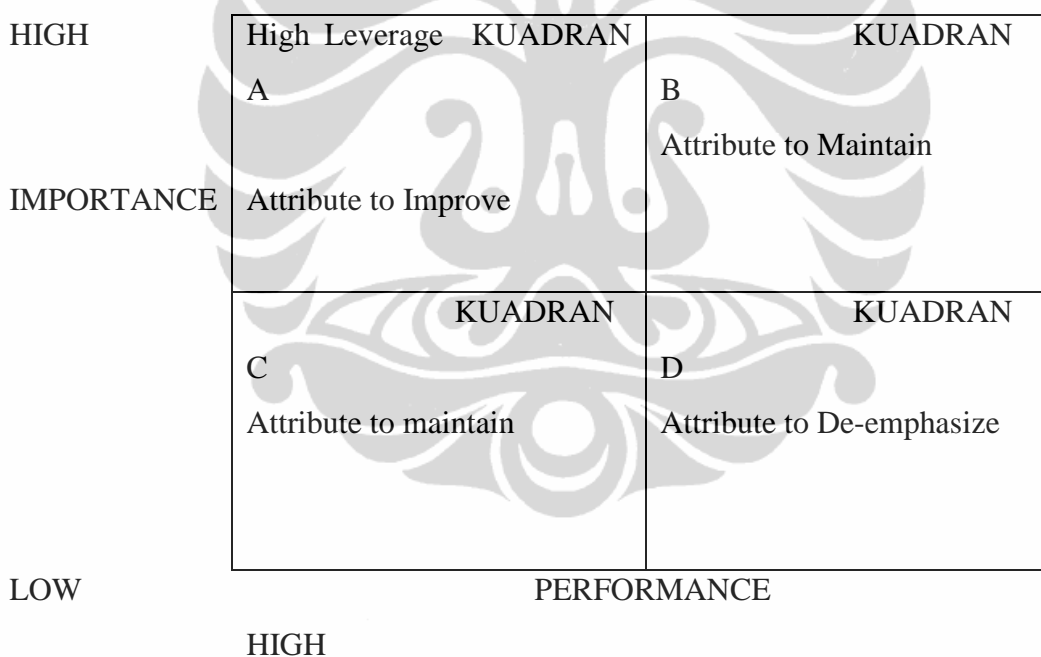 HIGH
High Leverage KUADRAN
A
Attribute to Improve
KUADRAN
B
Attribute to Maintain
IMPORTANCE
KUADRAN
C
Attribute to maintain
KUADRAN
D
Attribute to De-emphasize
LOW
PERFORMANCE
HIGH